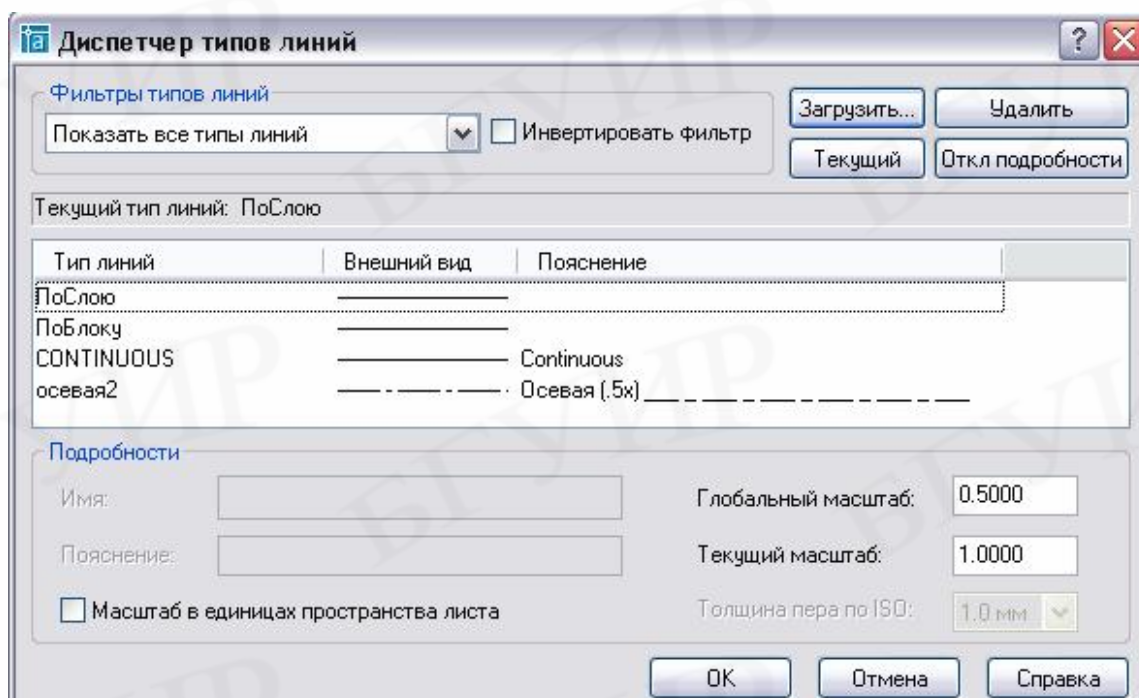 Диспетчер типов линий
Фильтры типов линий
Показать все типы линий
Инвертировать фильтр
Загрузить...
Удалить
Текущий
Откл подробности
Текущий тип линий: ПоСлою
Тип линий Внешний вид Пояснение
ПоСлою
ПоБлоку
CONTINUOUS Continuous
осевая2 Осевая (.5x)
Подробности
Имя:
Глобальный масштаб: 0.5000
Пояснение:
Текущий масштаб: 1.0000
Масштаб в единицах пространства листа
Толщина пера по ISO: 1.0 мм
OK Отмена Справка
БГУИР